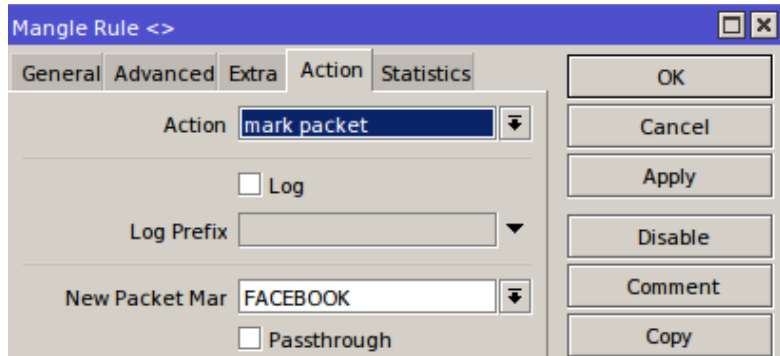 Mangle Rule <>
General Advanced Extra Action Statistics
OK
Action mark packet
Cancel
Log
Apply
Log Prefix
Disable
New Packet Mar FACEBOOK
Comment
Passthrough
Copy